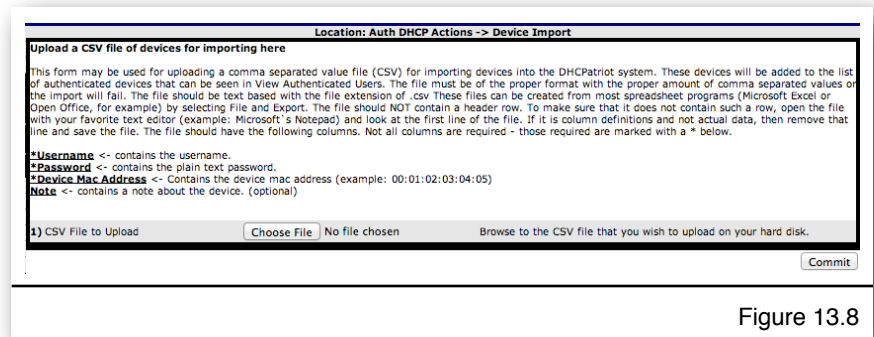 Location: Auth DHCP Actions -> Device Import
Upload a CSV file of devices for importing here
This form may be used for uploading a comma separated value file (CSV) for importing devices into the DHCPatriot system. These devices will be added to the list
of authenticated devices that can be seen in View Authenticated Users. The file must be of the proper format with the proper amount of comma separated values or
the import will fail. The file should be text based with the file extension of .csv These files can be created from most spreadsheet programs (Microsoft Excel or
Open Office, for example) by selecting File and Export. The file should NOT contain a header row. To make sure that it does not contain such a row, open the file
with your favorite text editor (example: Microsoft`s Notepad) and look at the first line of the file. If it is column definitions and not actual data, then remove that
line and save the file. The file should have the following columns. Not all columns are required - those required are marked with a * below.
*Username <- contains the username.
*Password <- contains the plain text password.
*Device Mac Address <- Contains the device mac address (example: 00:01:02:03:04:05)
Note <- contains a note about the device. (optional)
1) CSV File to Upload Choose File No file chosen Browse to the CSV file that you wish to upload on your hard disk.
Commit
Figure 13.8